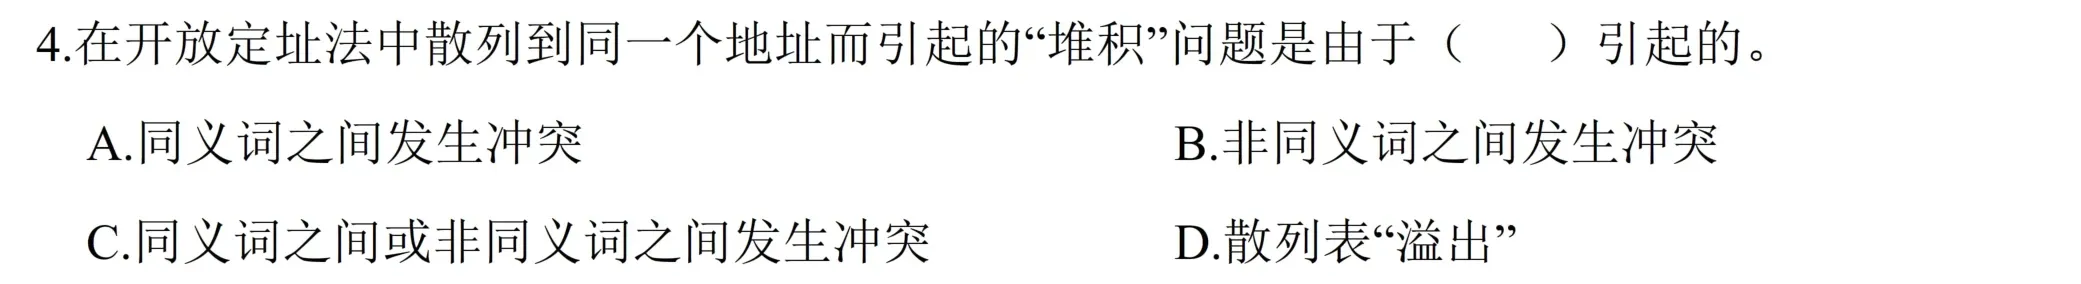 4.在开放定址法中散列到同一个地址而引起的“堆积”问题是由于（ ）引起的。
A.同义词之间发生冲突 B.非同义词之间发生冲突
C.同义词之间或非同义词之间发生冲突 D.散列表“溢出”